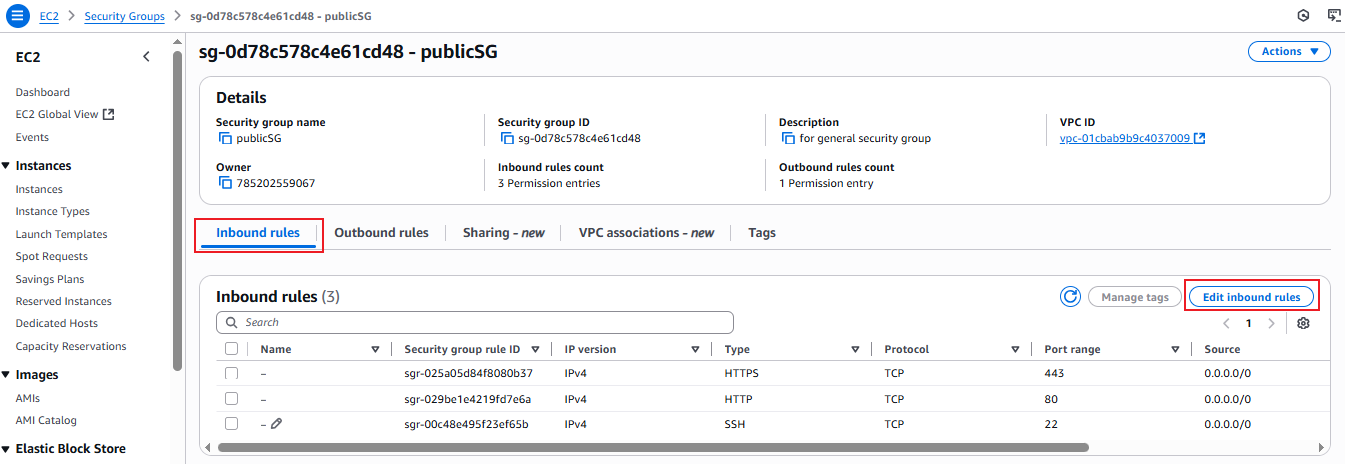 EC2 > Security Groups > sg-0d78c578c4e61cd48 - publicSG
EC2
Dashboard
EC2 Global View
Events
Instances
Instances
Instance Types
Launch Templates
Spot Requests
Savings Plans
Reserved Instances
Dedicated Hosts
Capacity Reservations
Images
AMIs
AMI Catalog
Elastic Block Store
sg-0d78c578c4e61cd48 - publicSG
Actions
Details
Security group name
publicSG
Security group ID
sg-0d78c578c4e61cd48
Description
for general security group
VPC ID
vpc-01cbab9b9c4037009
Owner
785202559067
Inbound rules count
3 Permission entries
Outbound rules count
1 Permission entry
Inbound rules Outbound rules Sharing - new VPC associations - new Tags
Inbound rules (3)
Manage tags Edit inbound rules
Search
1
Name Security group rule ID IP version Type Protocol Port range Source
– sgr-025a05d84f8080b37 IPv4 HTTPS TCP 443 0.0.0.0/0
– sgr-029be1e4219fd7e6a IPv4 HTTP TCP 80 0.0.0.0/0
– sgr-00c48e495f23ef65b IPv4 SSH TCP 22 0.0.0.0/0